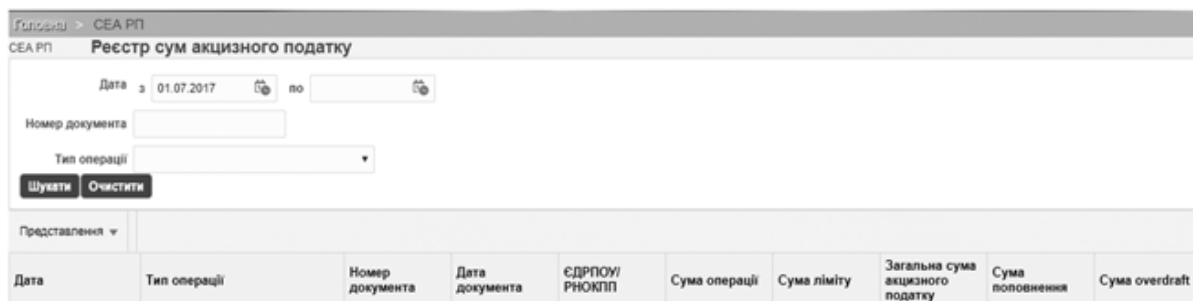 Головна > СЕА РП
СЕА РП Реєстр сум акцизного податку
Дата з 01.07.2017 по
Номер документа
Тип операції
Шукати Очистити
Представлення
Дата Тип операції Номер документа Дата документа ЄДРПОУ/РНОКПП Сума операції Сума ліміту Загальна сума акцизного податку Сума поповнення Сума overdraft